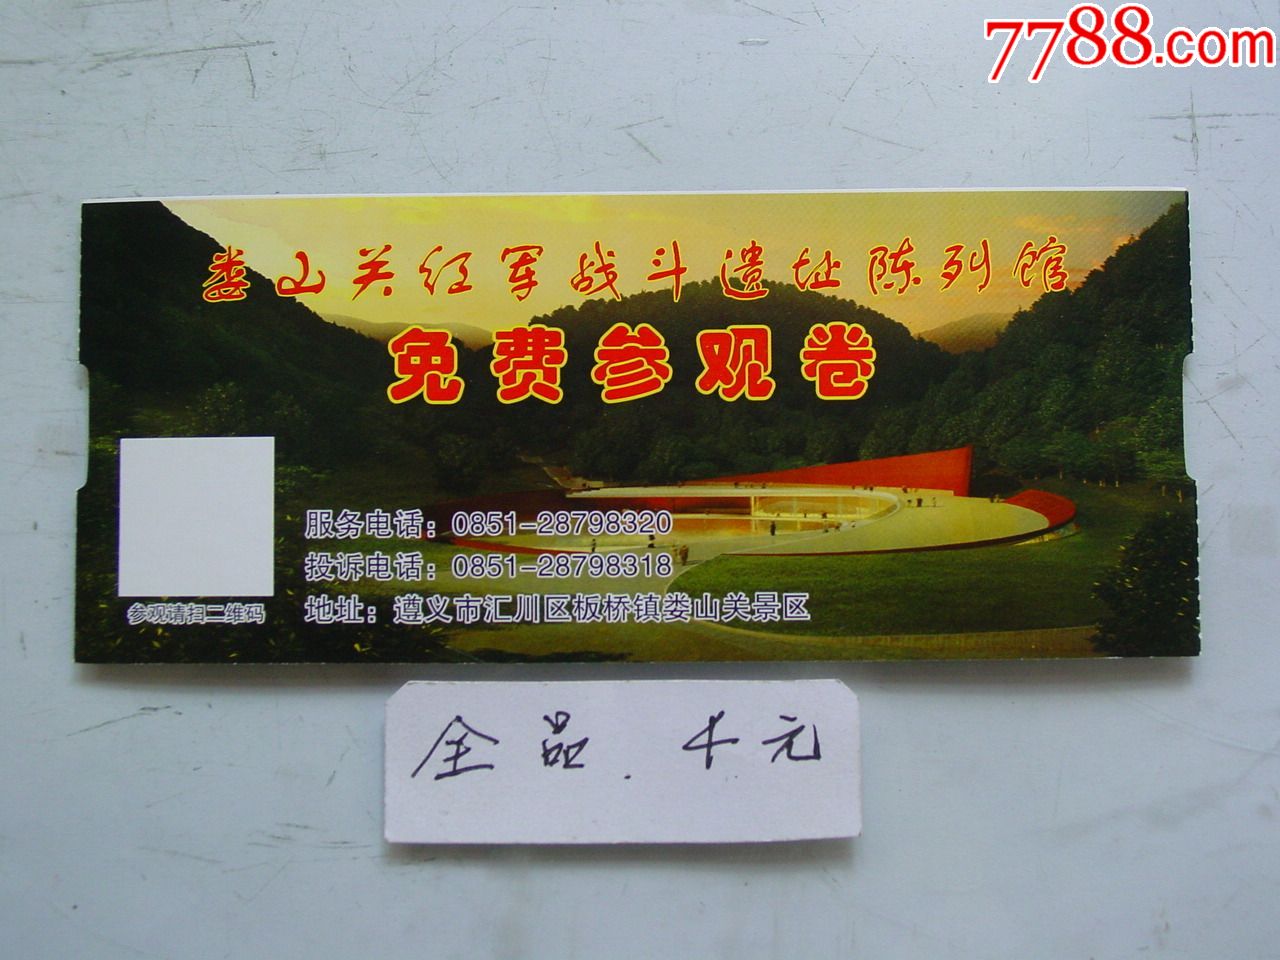 7788.com
娄山关红军战斗遗址陈列馆
免费参观卷
服务电话：0851-28798320
投诉电话：0851-28798318
地址：遵义市汇川区板桥镇娄山关景区
参观请扫二维码
全品.4元